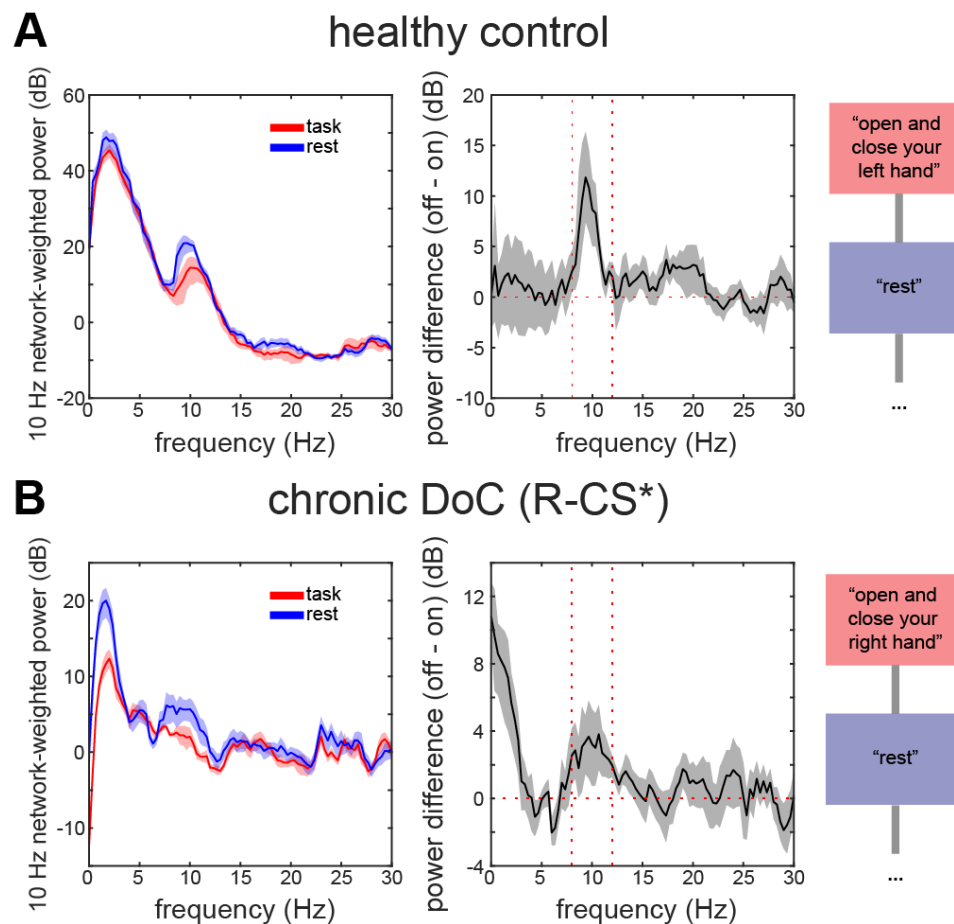 A
healthy control
10 Hz network-weighted power (dB)
60
40
20
0
-20
0
5
10
15
20
25
30
frequency (Hz)
task
rest
power difference (off - on) (dB)
20
15
10
5
0
-5
-10
0
5
10
15
20
25
30
frequency (Hz)
“open and
close your
left hand”
“rest”
...
B
chronic DoC (R-CS*)
10 Hz network-weighted power (dB)
20
10
0
-10
0
5
10
15
20
25
30
frequency (Hz)
task
rest
power difference (off - on) (dB)
12
8
4
0
-4
0
5
10
15
20
25
30
frequency (Hz)
“open and
close your
right hand”
“rest”
...